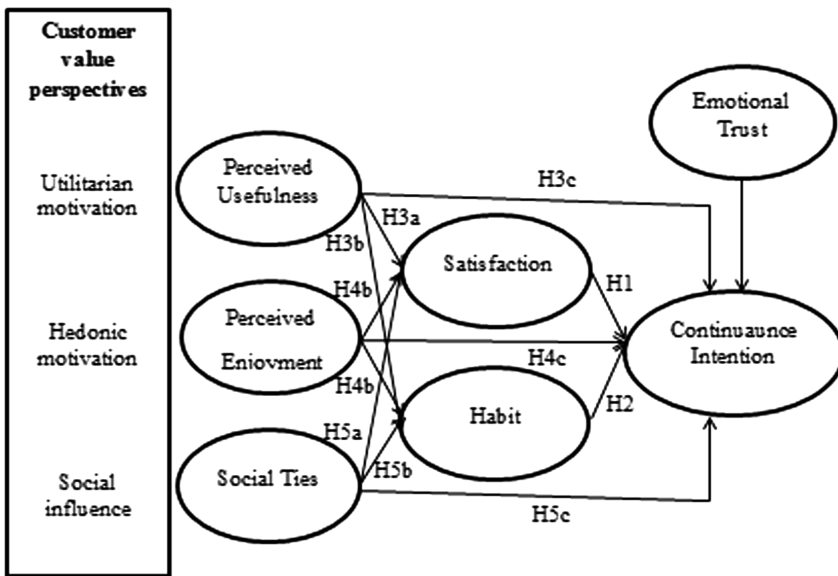 Customer
value
perspectives
Utilitarian
motivation
Hedonic
motivation
Social
influence
Perceived
Usefulness
Perceived
Eniovment
Social Ties
Satisfaction
Habit
Emotional
Trust
Continuaunce
Intention
H3c
H3a
H3b
H4b
H1
H4c
H4b
H2
H5a
H5b
H5c